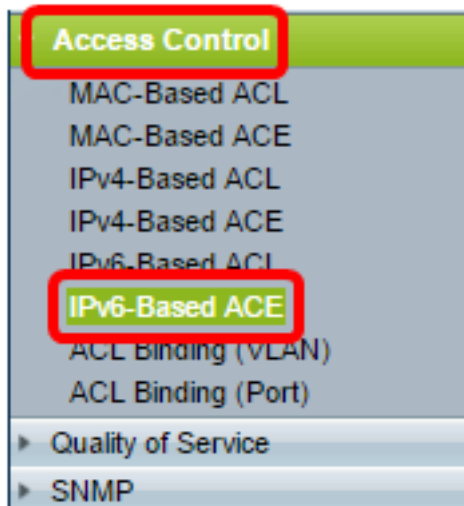 Access Control
MAC-Based ACL
MAC-Based ACE
IPv4-Based ACL
IPv4-Based ACE
IPv6-Based ACL
IPv6-Based ACE
ACL Binding (VLAN)
ACL Binding (Port)
Quality of Service
SNMP